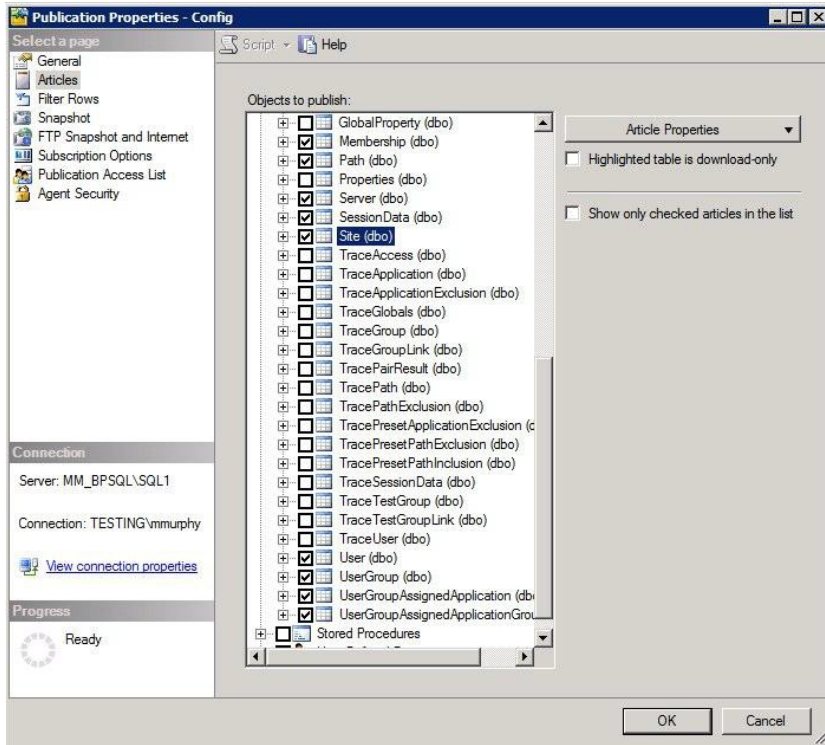 Publication Properties - Config
Select a page
General
Articles
Filter Rows
Snapshot
FTP Snapshot and Internet
Subscription Options
Publication Access List
Agent Security
Connection
Server: MM_BPSQL\SQL1
Connection: TESTING\mmurphy
View connection properties
Progress
Ready
Script
Help
Objects to publish:
GlobalProperty (dbo)
Membership (dbo)
Path (dbo)
Properties (dbo)
Server (dbo)
SessionData (dbo)
Site (dbo)
TraceAccess (dbo)
TraceApplication (dbo)
TraceApplicationExclusion (dbo)
TraceGlobals (dbo)
TraceGroup (dbo)
TraceGroupLink (dbo)
TracePairResult (dbo)
TracePath (dbo)
TracePathExclusion (dbo)
TracePresetApplicationExclusion (d
TracePresetPathExclusion (dbo)
TracePresetPathInclusion (dbo)
TraceSessionData (dbo)
TraceTestGroup (dbo)
TraceTestGroupLink (dbo)
TraceUser (dbo)
User (dbo)
UserGroup (dbo)
UserGroupAssignedApplication (db
UserGroupAssignedApplicationGrou
Stored Procedures
Article Properties
Highlighted table is download-only
Show only checked articles in the list
OK
Cancel